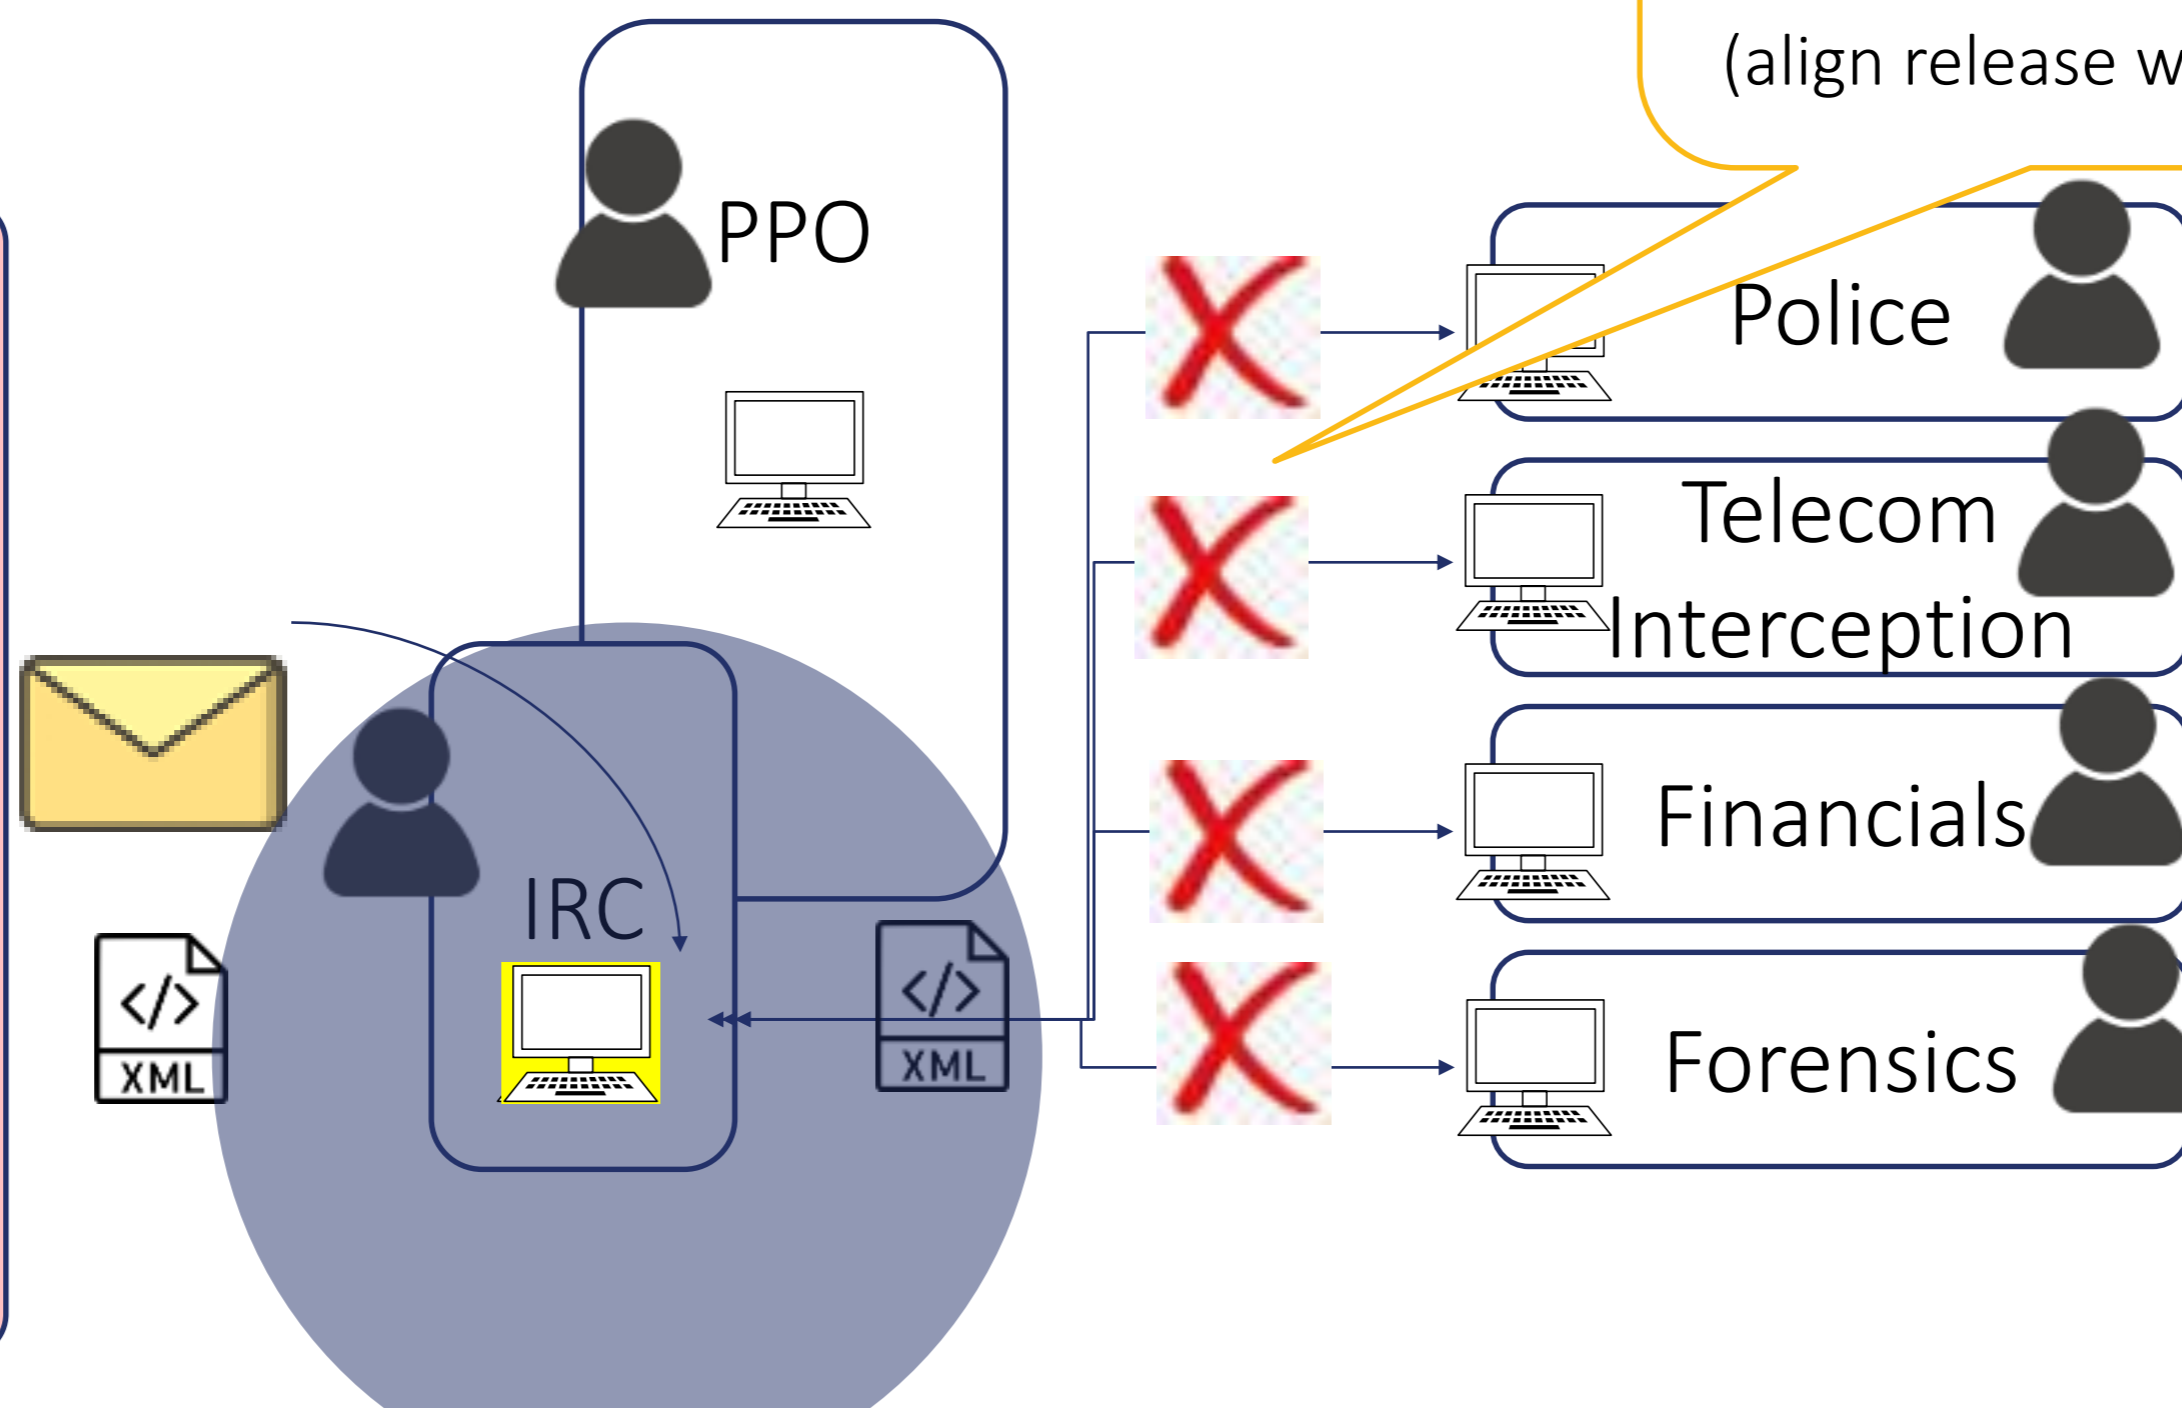 (align release
PPO
Police
Telecom
Interception
Financials
IRC
Forensics
</>
XML
</>
XML